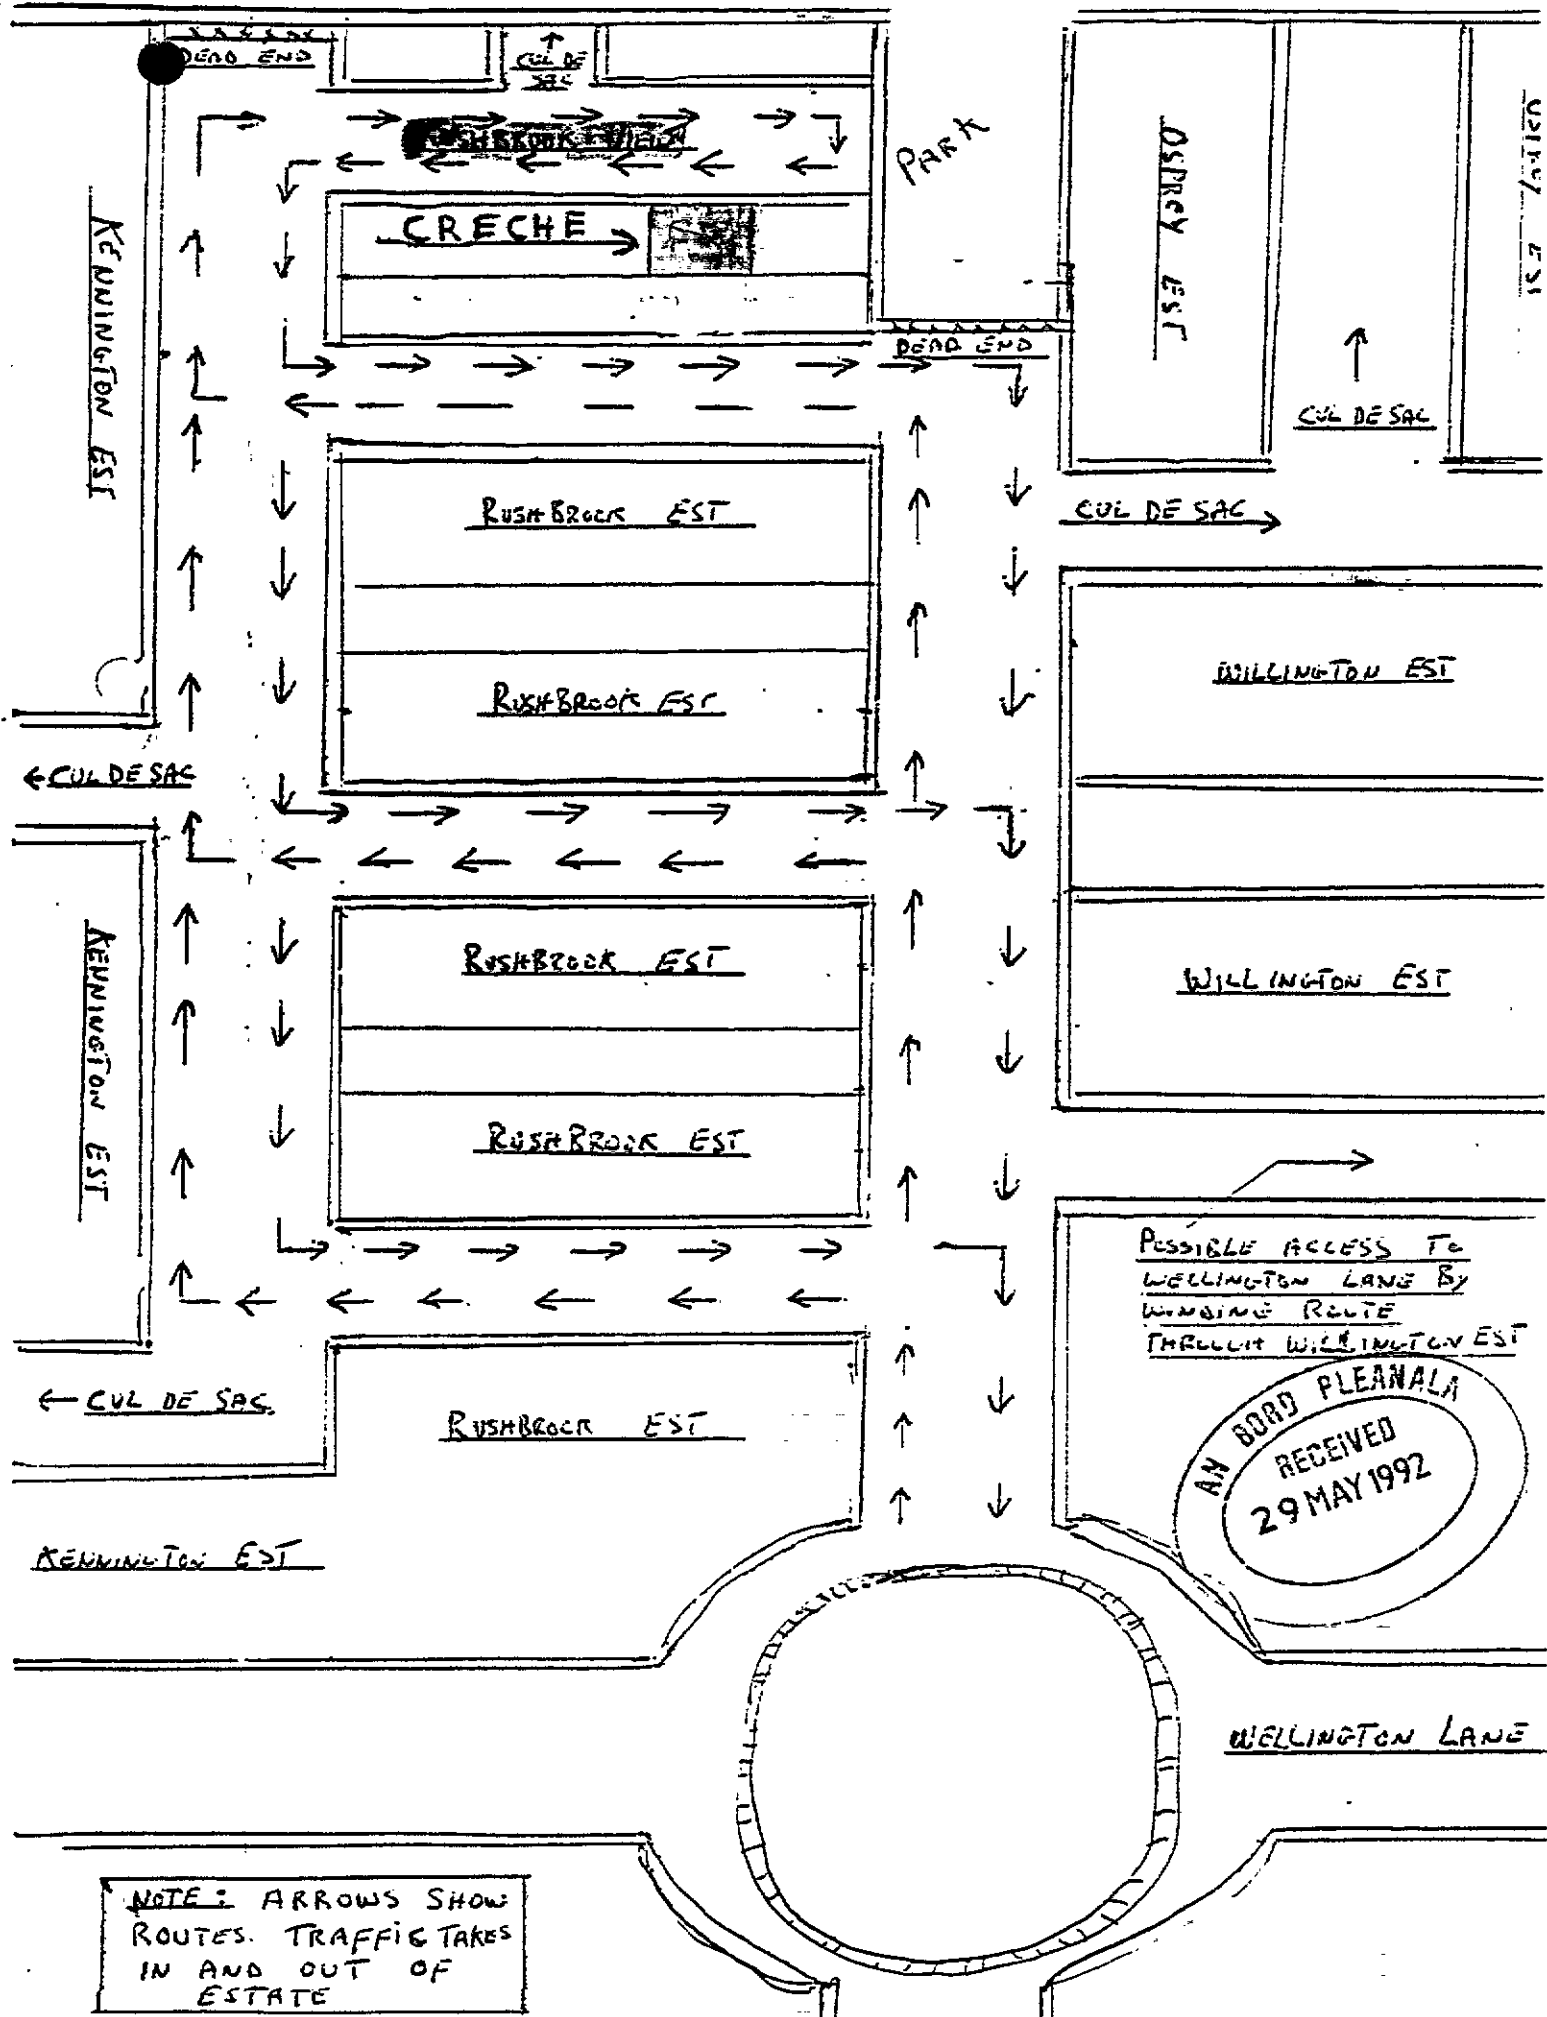 DEAD END
CUL DE
SAC
RUSHBROOK VIEW
PARK
OSPREY EST
KENNINGTON EST
CRECHE
DEAD END
CUL DE SAC
RUSHBROOK EST
CUL DE SAC
WILLINGTON EST
RUSHBROOK EST
CUL DE SAC
KENNINGTON EST
RUSHBROOK EST
WILLINGTON EST
RUSHBROOK EST
POSSIBLE ACCESS TO
WELLINGTON LANE BY
WINDING ROUTE
THROUGH WILLINGTON EST
CUL DE SAC
RUSHBROOK EST
AN BORD PLEANALA
RECEIVED
29 MAY 1992
KENNINGTON EST
WELLINGTON LANE
NOTE: ARROWS SHOW
ROUTES. TRAFFIC TAKES
IN AND OUT OF
ESTATE